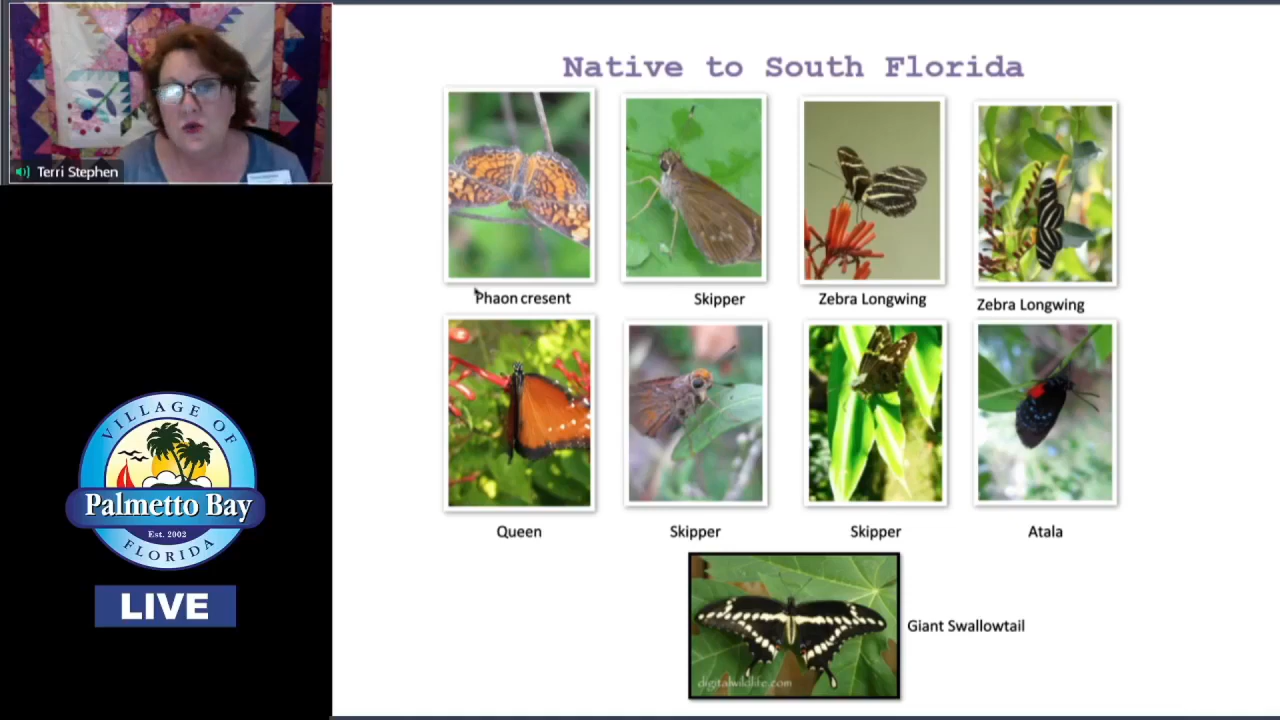 Native to South Florida
Terri Stephen
Phaon cresent
Skipper
Zebra Longwing
Zebra Longwing
Queen
Skipper
Skipper
Atala
Giant Swallowtail
digitalwildlife.com
VILLAGE OF
Palmetto Bay
Est. 2002
FLORIDA
LIVE